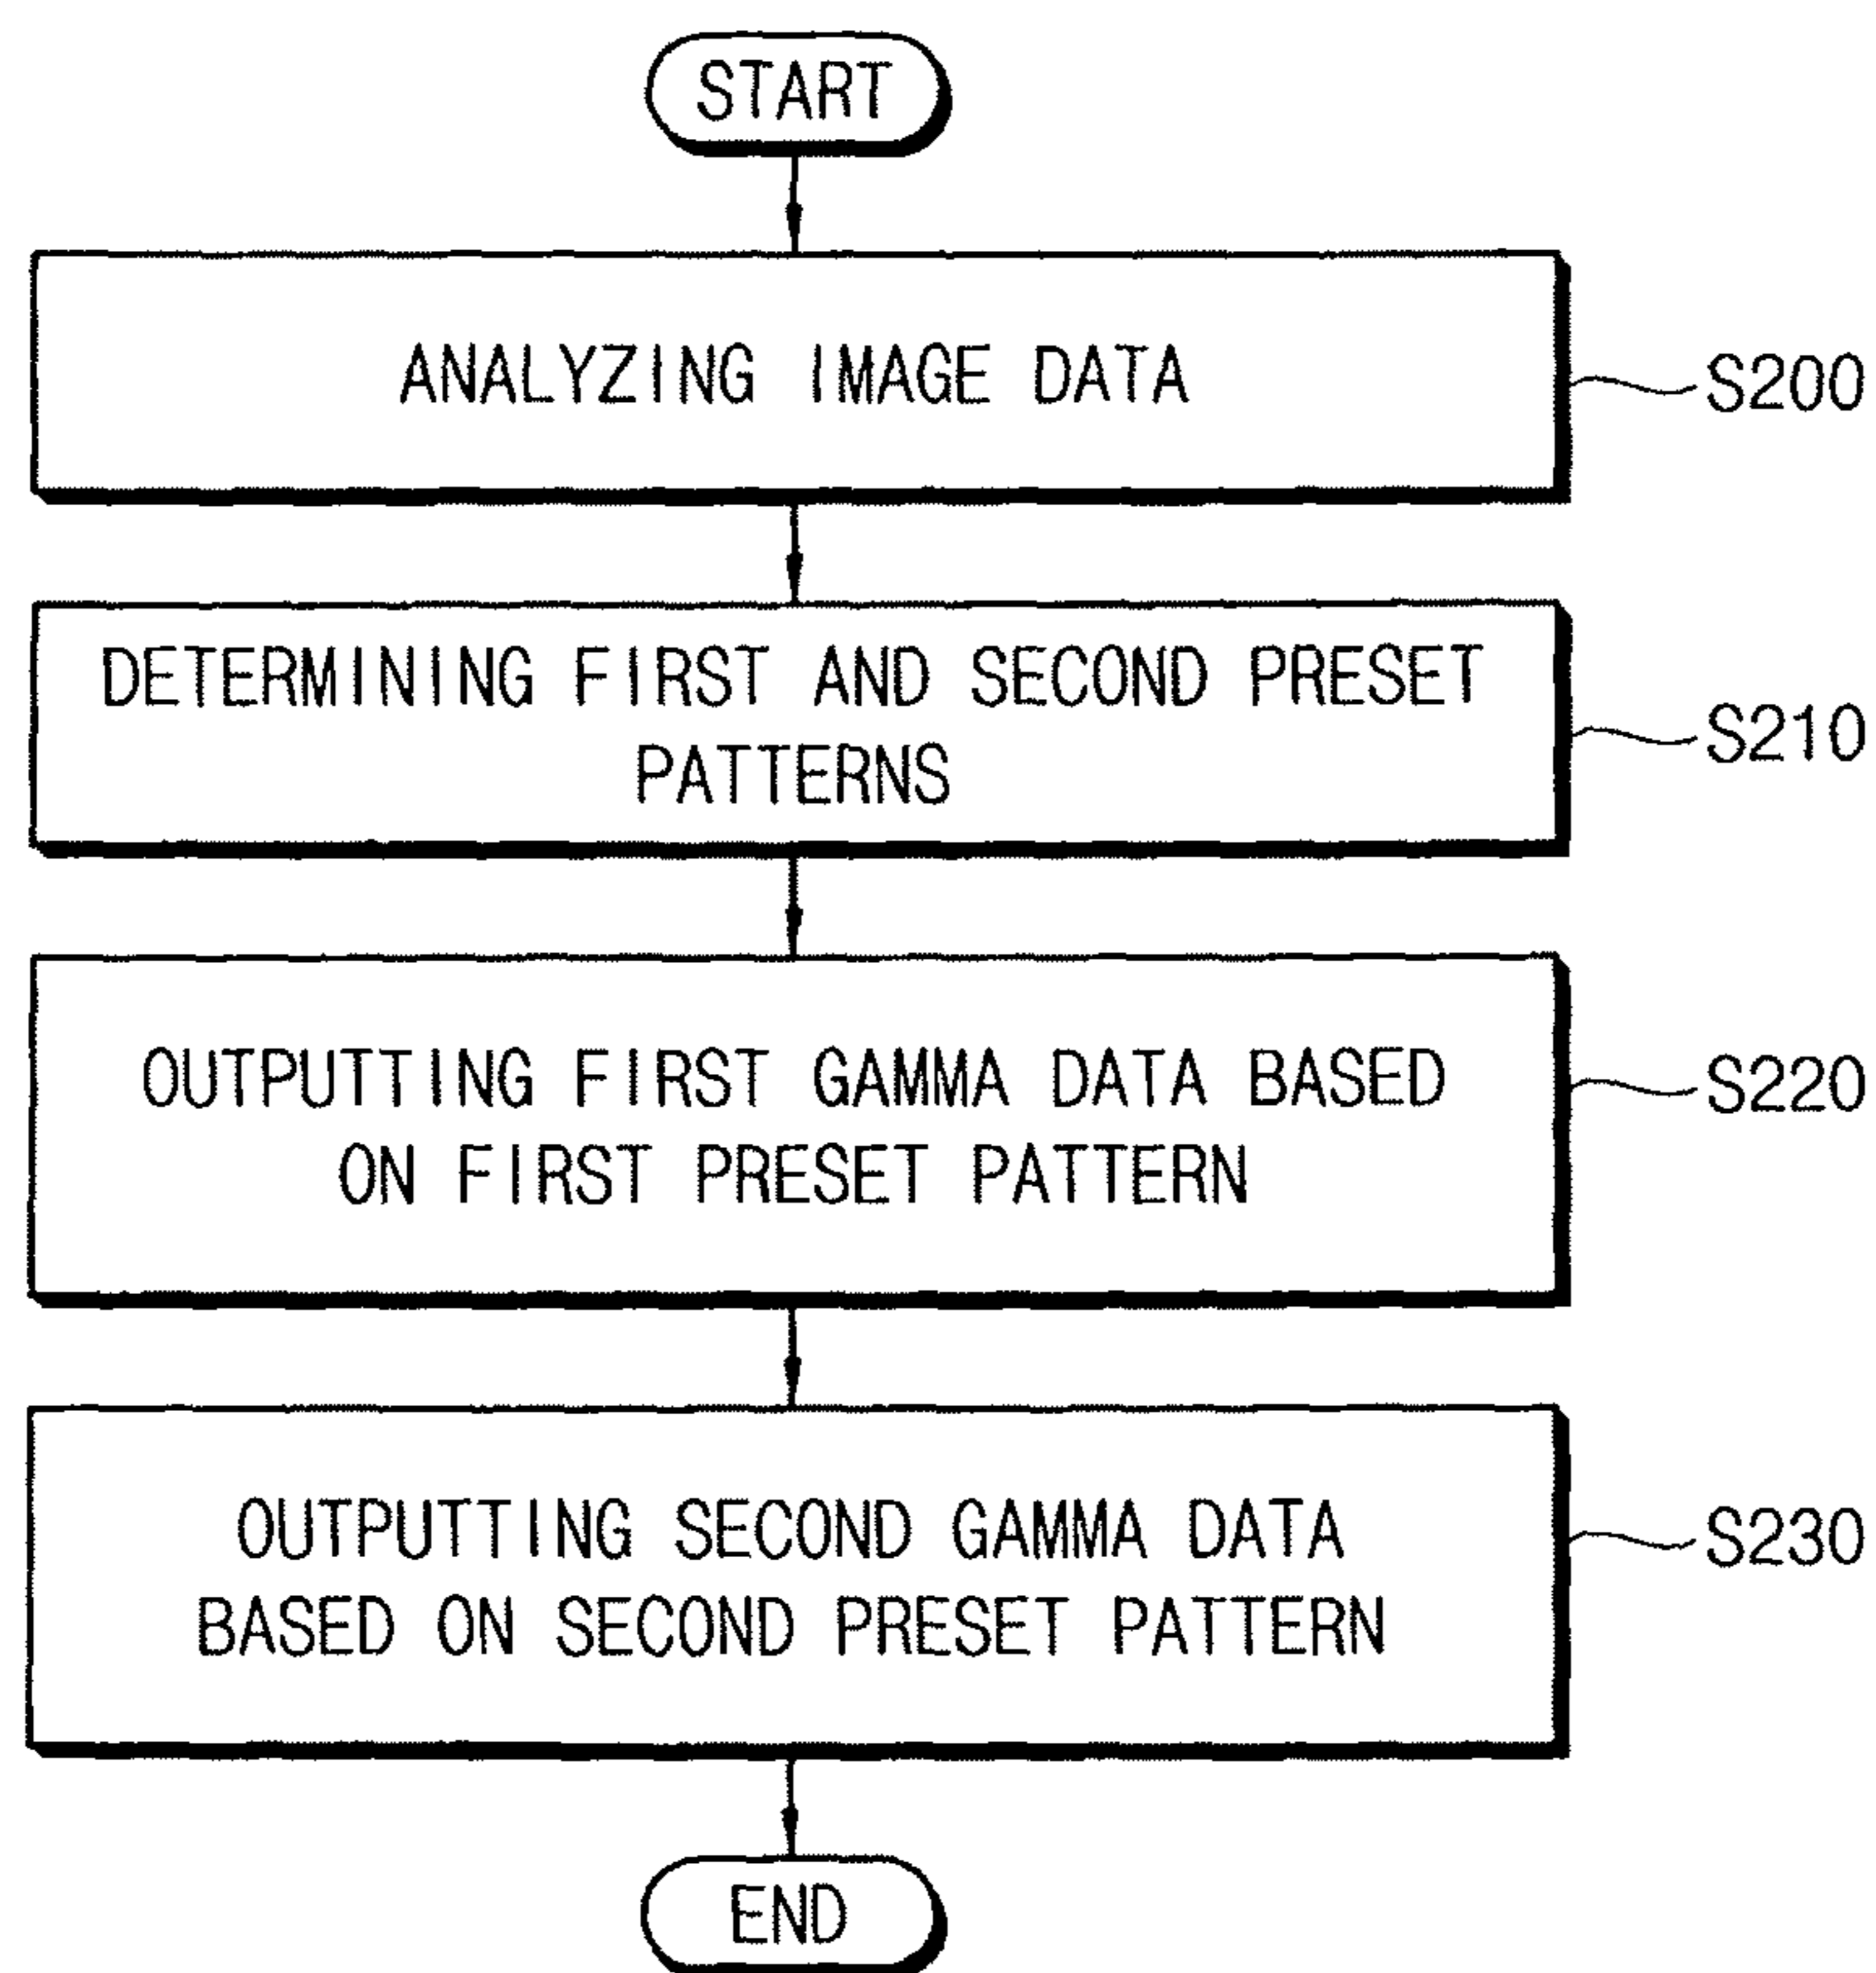 START
ANALYZING IMAGE DATA
S200
DETERMINING FIRST AND SECOND PRESET
PATTERNS
S210
OUTPUTTING FIRST GAMMA DATA BASED
ON FIRST PRESET PATTERN
S220
OUTPUTTING SECOND GAMMA DATA
BASED ON SECOND PRESET PATTERN
S230
END